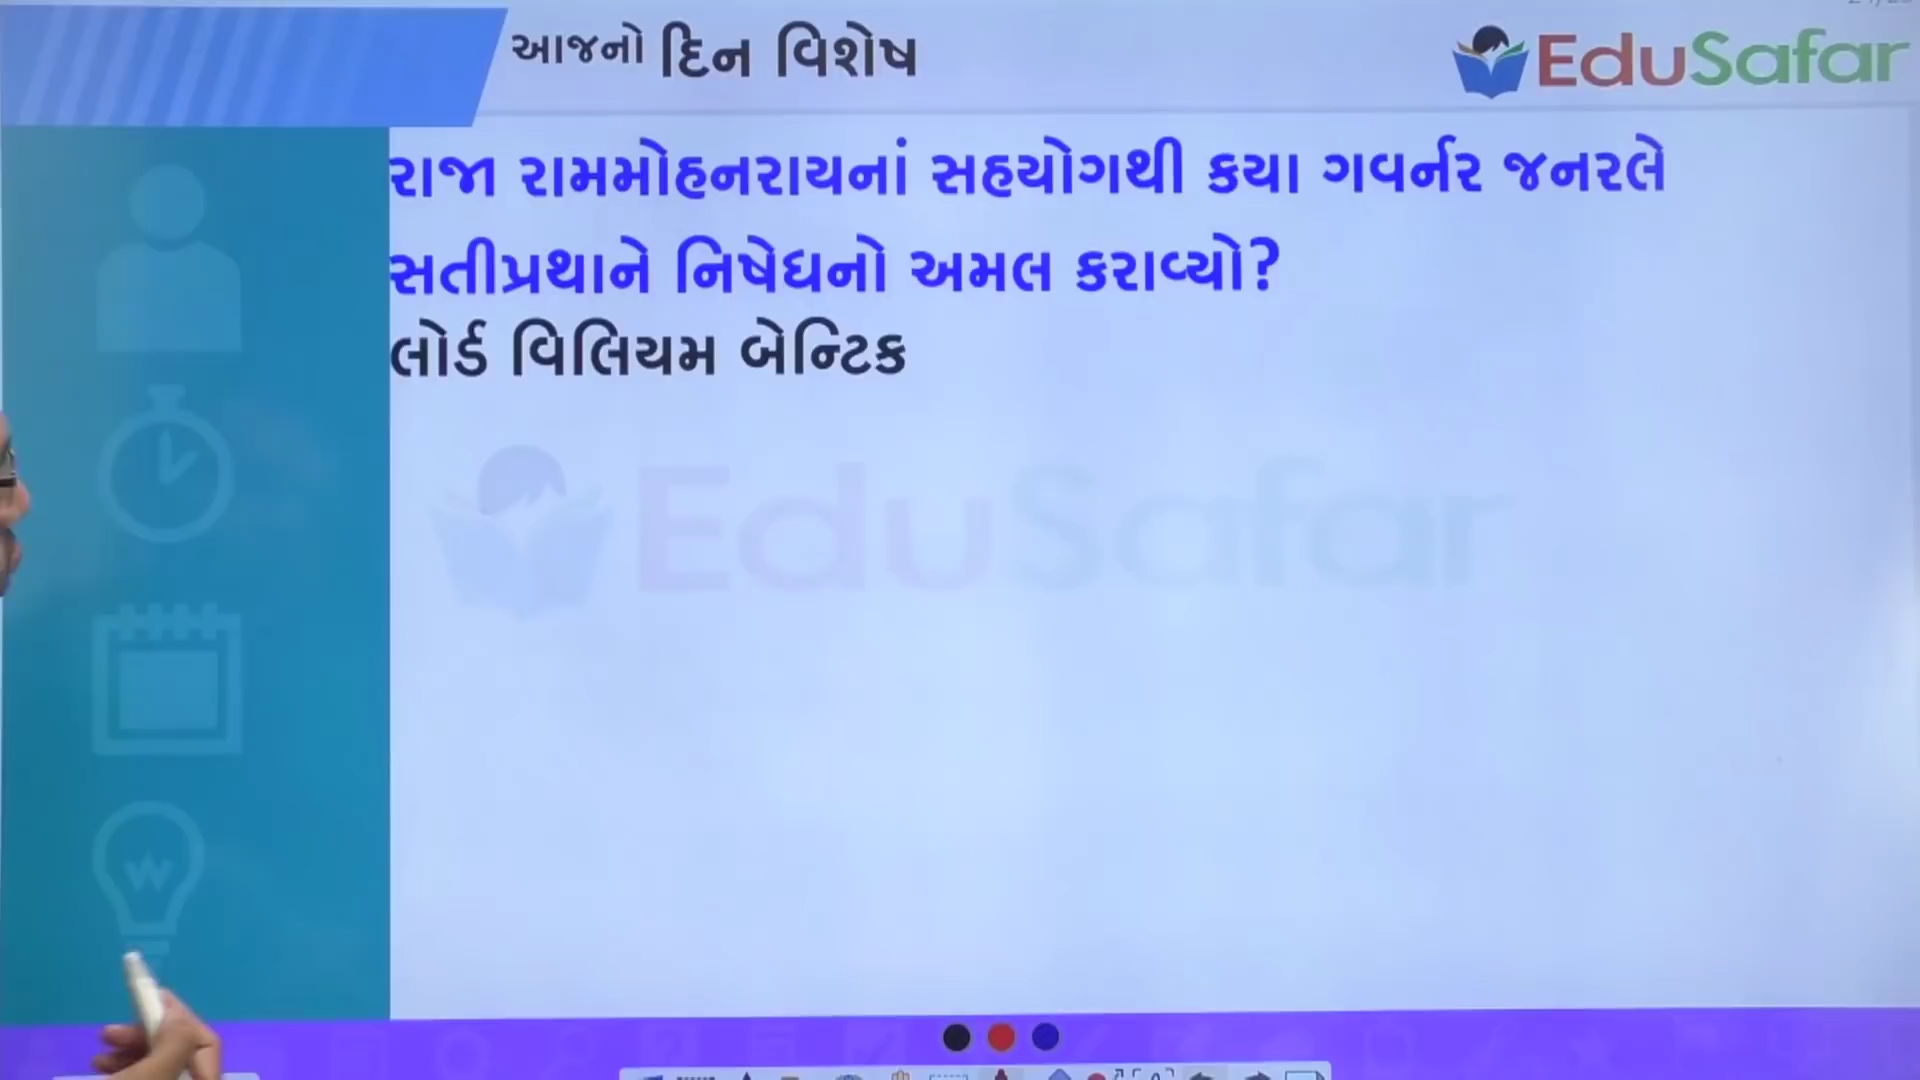 આજનો દિન વિશેષ
EduSafar
રાજા રામમોહનરાયનાં સહયોગથી કયા ગવર્નર જનરલે
સતીપ્રથાને નિષેધનો અમલ કરાવ્યો?
લોર્ડ વિલિયમ બેન્ટિક
EduSafar